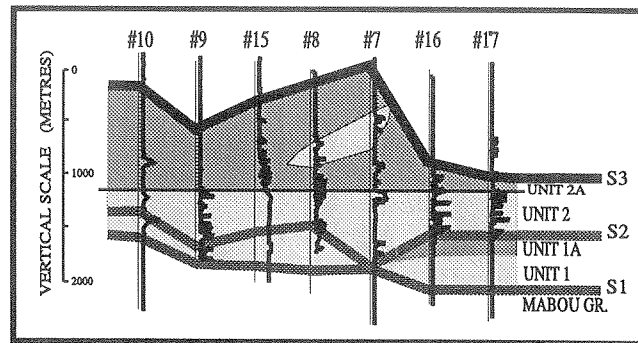 #10 #9 #15 #8 #7 #16 #17
VERTICAL SCALE (METRES)
0
1000
2000
S3
UNIT 2A
UNIT 2
S2
UNIT 1A
UNIT 1
S1
MABOU GR.